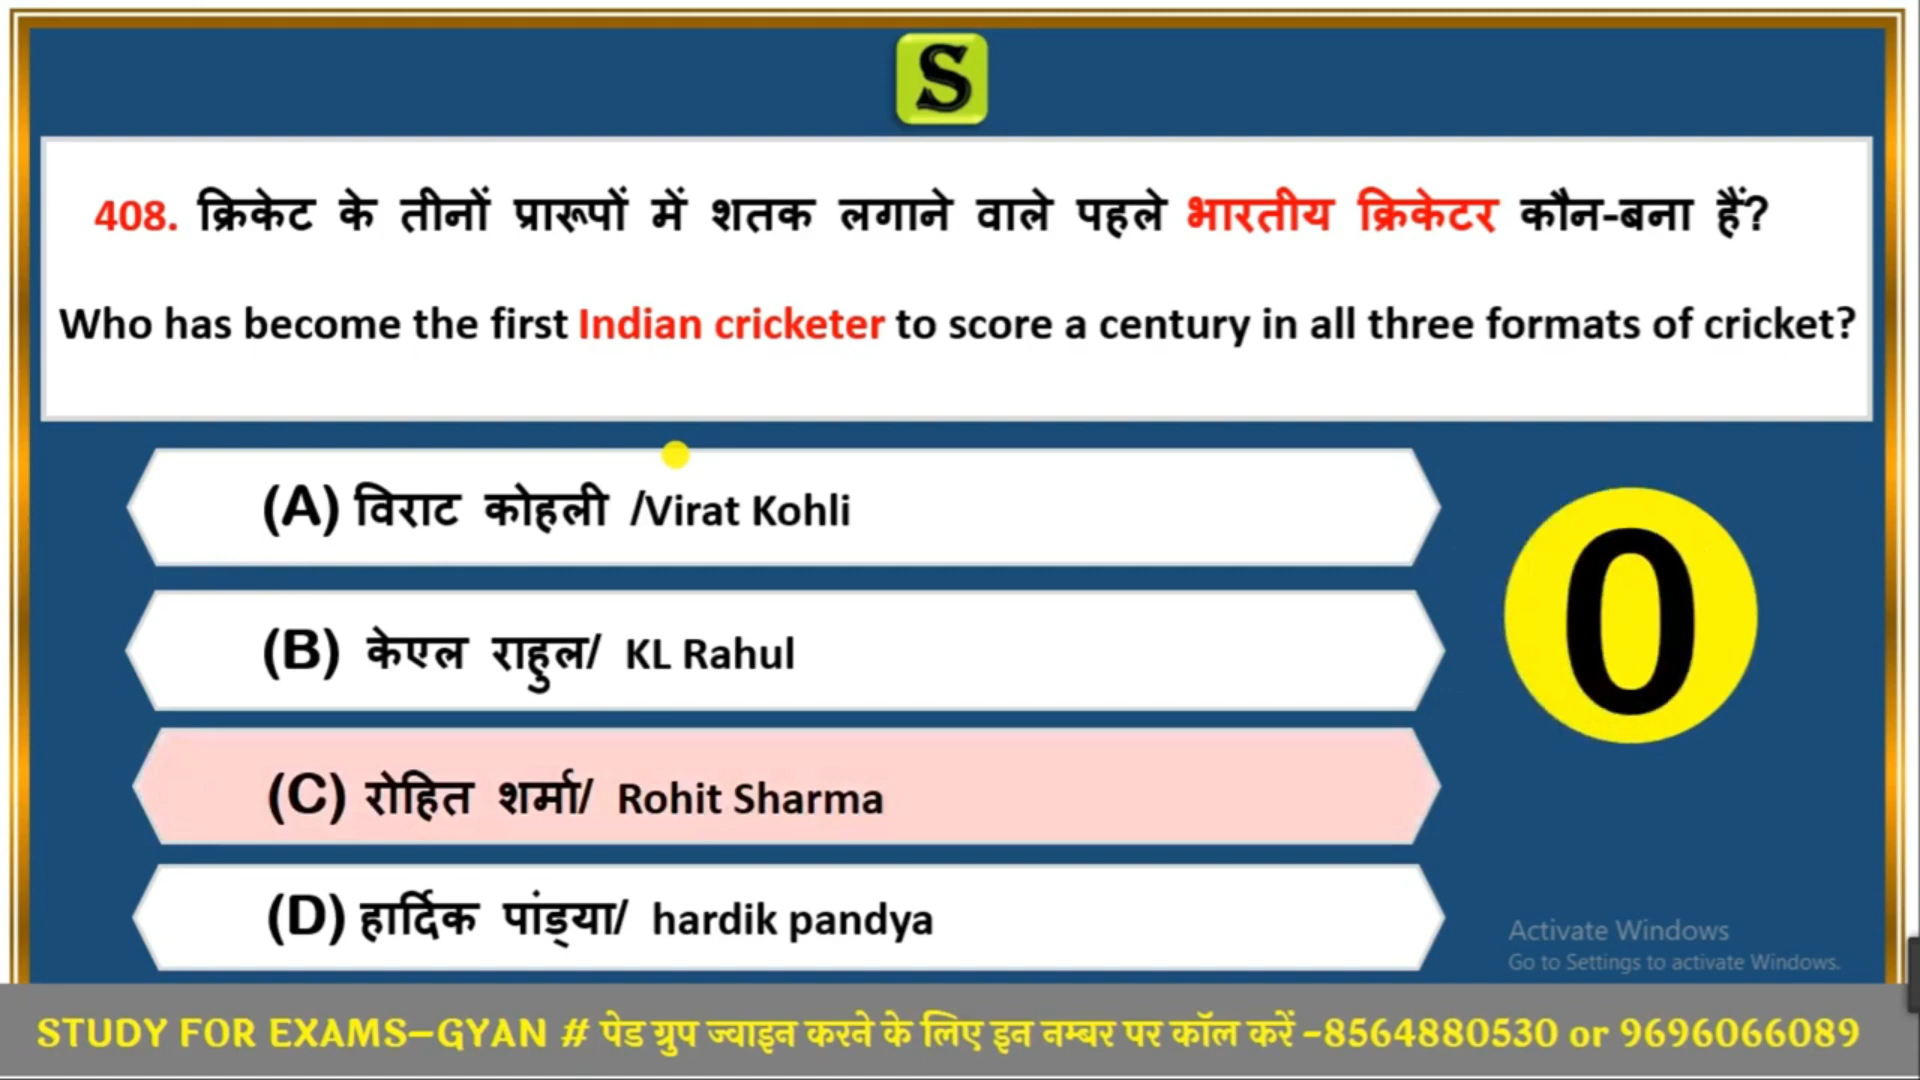 S
408. क्रिकेट के तीनों प्रारूपों में शतक लगाने वाले पहले भारतीय क्रिकेटर कौन-बना हैं?
Who has become the first Indian cricketer to score a century in all three formats of cricket?
(A) विराट कोहली /Virat Kohli
(B) केएल राहुल/ KL Rahul
0
(C) रोहित शर्मा/ Rohit Sharma
(D) हार्दिक पांड्या/ hardik pandya
Activate Windows
Go to Settings to activate Windows.
STUDY FOR EXAMS-GYAN # पेड ग्रुप ज्वाइन करने के लिए इन नम्बर पर कॉल करें -8564880530 or 9696066089